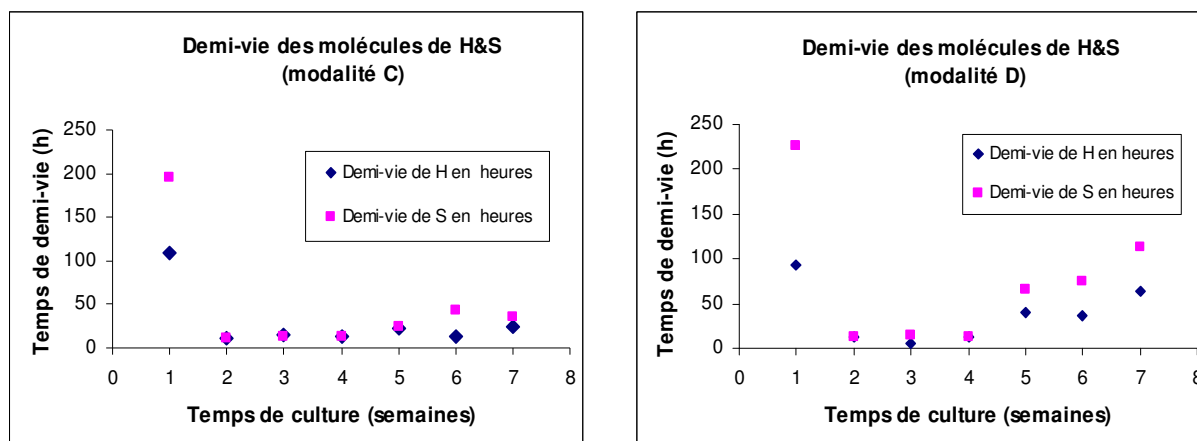 Demi-vie des molécules de H&S
(modalité C)
Temps de demi-vie (h)
250
200
150
100
50
0
Demi-vie de H en heures
Demi-vie de S en heures
0 1 2 3 4 5 6 7 8
Temps de culture (semaines)
Demi-vie des molécules de H&S
(modalité D)
Temps de demi-vie (h)
250
200
150
100
50
0
Demi-vie de H en heures
Demi-vie de S en heures
0 1 2 3 4 5 6 7 8
Temps de culture (semaines)